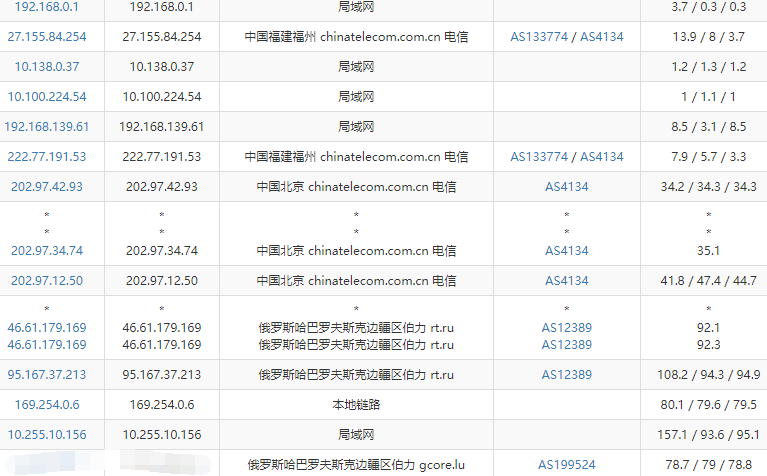 192.168.0.1 192.168.0.1 局域网 3.7 / 0.3 / 0.3
27.155.84.254 27.155.84.254 中国福建福州 chinatelecom.com.cn 电信 AS133774 / AS4134 13.9 / 8 / 3.7
10.138.0.37 10.138.0.37 局域网 1.2 / 1.3 / 1.2
10.100.224.54 10.100.224.54 局域网 1 / 1.1 / 1
192.168.139.61 192.168.139.61 局域网 8.5 / 3.1 / 8.5
222.77.191.53 222.77.191.53 中国福建福州 chinatelecom.com.cn 电信 AS133774 / AS4134 7.9 / 5.7 / 3.3
202.97.42.93 202.97.42.93 中国北京 chinatelecom.com.cn 电信 AS4134 34.2 / 34.3 / 34.3
* * * * *
* * * * *
202.97.34.74 202.97.34.74 中国北京 chinatelecom.com.cn 电信 AS4134 35.1
202.97.12.50 202.97.12.50 中国北京 chinatelecom.com.cn 电信 AS4134 41.8 / 47.4 / 44.7
* * * * *
46.61.179.169 46.61.179.169 俄罗斯哈巴罗夫斯克边疆区伯力 rt.ru AS12389 92.1
46.61.179.169 46.61.179.169 俄罗斯哈巴罗夫斯克边疆区伯力 rt.ru AS12389 92.3
95.167.37.213 95.167.37.213 俄罗斯哈巴罗夫斯克边疆区伯力 rt.ru AS12389 108.2 / 94.3 / 94.9
169.254.0.6 169.254.0.6 本地链路 80.1 / 79.6 / 79.5
10.255.10.156 10.255.10.156 局域网 157.1 / 93.6 / 95.1
俄罗斯哈巴罗夫斯克边疆区伯力 gcore.lu AS199524 78.7 / 79 / 78.8